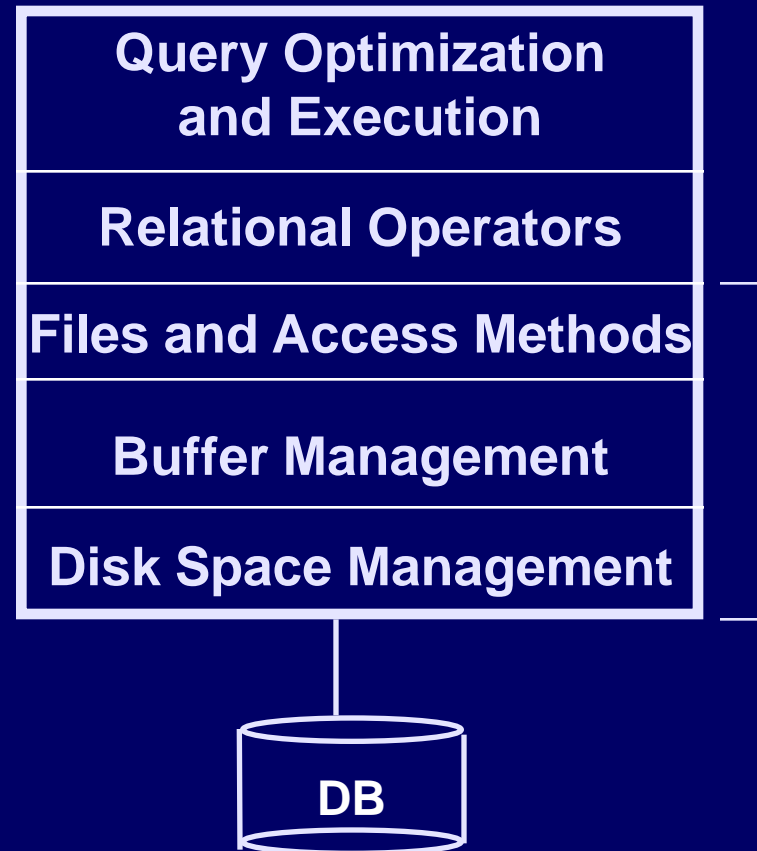 Query Optimization
and Execution
Relational Operators
Files and Access Methods
Buffer Management
Disk Space Management
DB